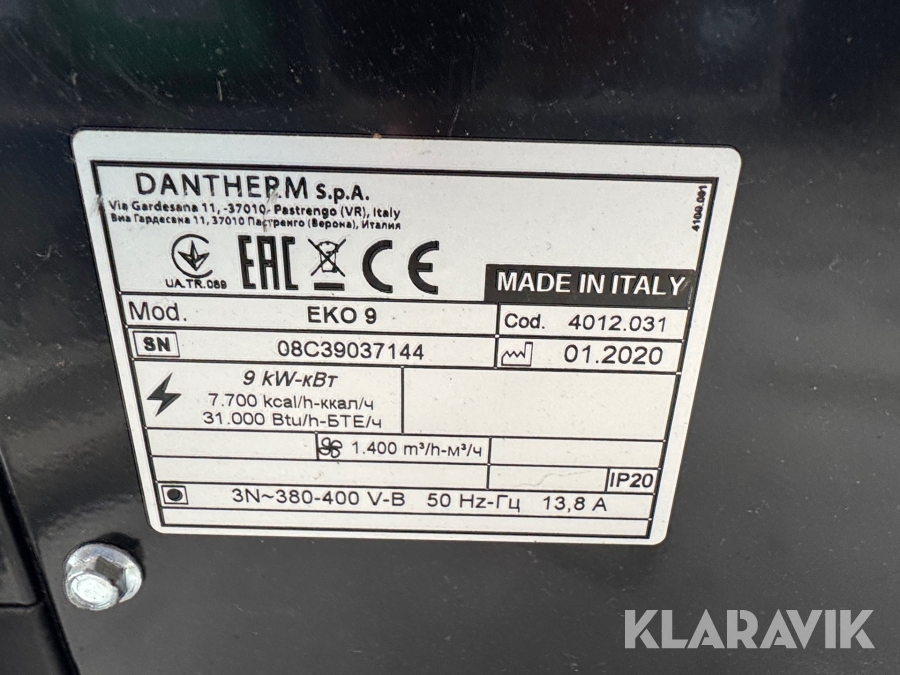 DANTHERM S.p.A.
Via Gardesana 11, -37010- Pastrengo (VR), Italy
Виа Гардесана 11, 37010 Пастренго (Верона), Италия
4100.091
UA.TR.089
EAC
CE
MADE IN ITALY
Mod. EKO 9
Cod. 4012.031
SN 08C39037144
01.2020
9 kW-кВт
7.700 kcal/h-ккал/ч
31.000 Btu/h-БТЕ/ч
1.400 m³/h-м³/ч
IP20
3N~380-400 V-В 50 Hz-Гц 13,8 A
KLARAVIK